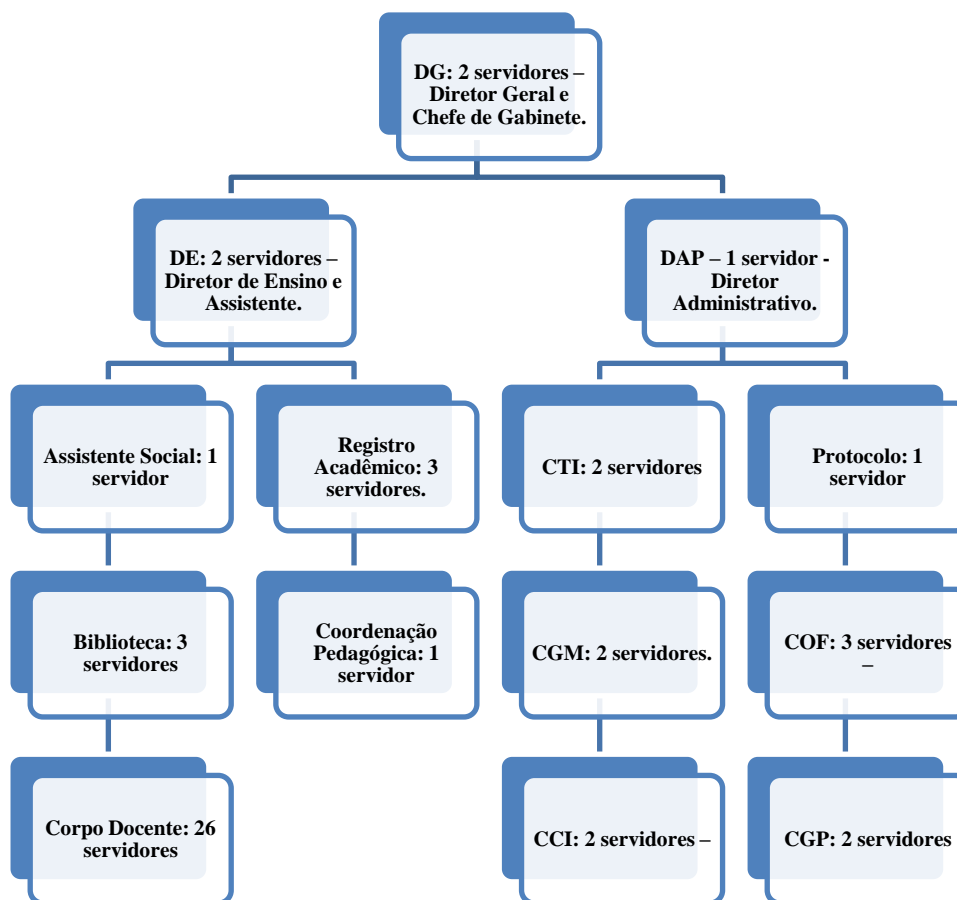 DG: 2 servidores –
Diretor Geral e
Chefe de Gabinete.
DE: 2 servidores –
Diretor de Ensino e
Assistente.
DAP – 1 servidor -
Diretor
Administrativo.
Assistente Social: 1
servidor
Registro
Acadêmico: 3
servidores.
CTI: 2 servidores
Protocolo: 1
servidor
Biblioteca: 3
servidores
Coordenação
Pedagógica: 1
servidor
CGM: 2 servidores.
COF: 3 servidores
–
Corpo Docente: 26
servidores
CCI: 2 servidores –
CGP: 2 servidores